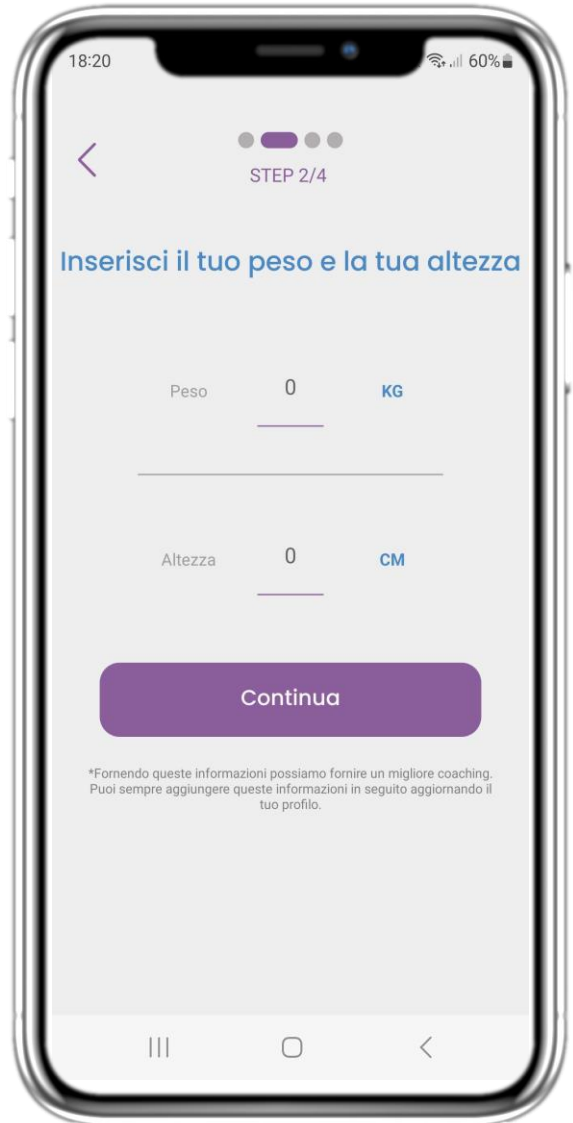 18:20
60%
STEP 2/4
Inserisci il tuo peso e la tua altezza
Peso 0 KG
Altezza 0 CM
Continua
*Fornendo queste informazioni possiamo fornire un migliore coaching.
Puoi sempre aggiungere queste informazioni in seguito aggiornando il
tuo profilo.